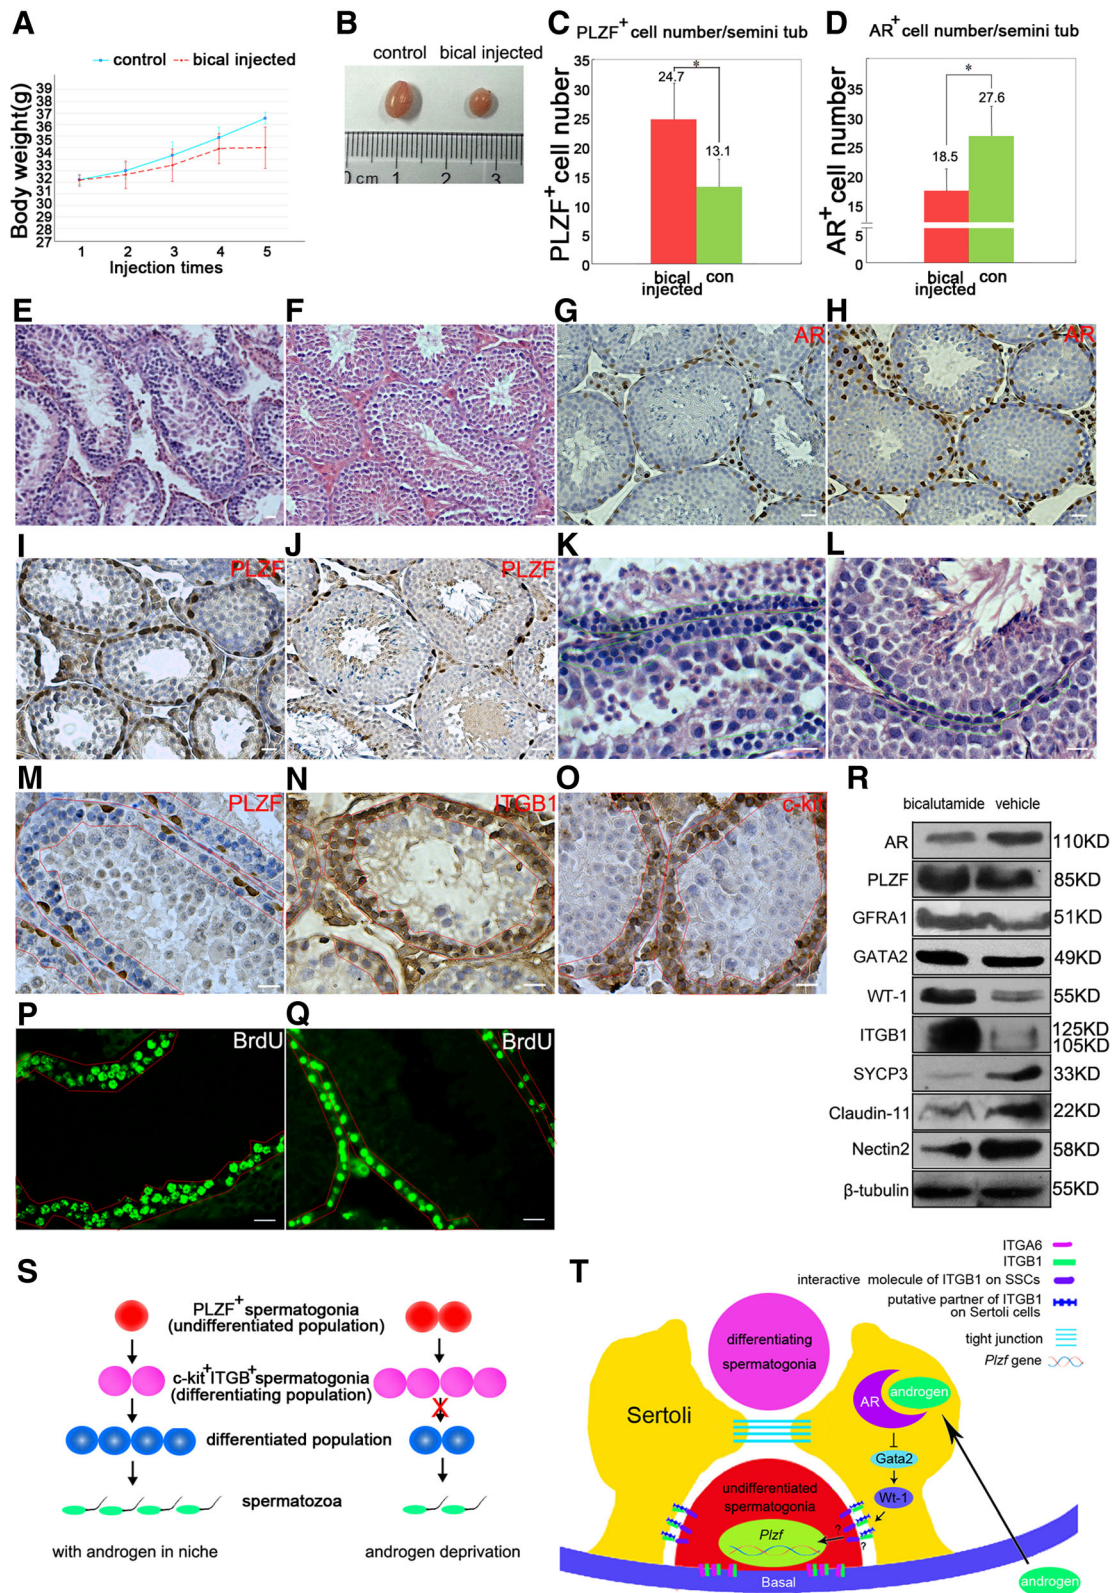 A
control bical injected
Body weight(g)
39
38
37
36
35
34
33
32
31
30
29
28
27
1 2 3 4 5
Injection times
B
control bical injected
0 cm 1 2 3
C
PLZF+ cell number/semini tub
PLZF+ cell nuber
35
30
25
20
15
10
5
0
24.7
*
13.1
bical injected
con
D
AR+ cell number/semini tub
AR+ cell number
35
30
25
20
15
5
0
18.5
*
27.6
bical injected
con
E
F
G
AR
H
AR
I
PLZF
J
PLZF
K
L
M
PLZF
N
ITGB1
O
c-kit
P
BrdU
Q
BrdU
R
bicalutamide vehicle
AR 110KD
PLZF 85KD
GFRA1 51KD
GATA2 49KD
WT-1 55KD
ITGB1 125KD
105KD
SYCP3 33KD
Claudin-11 22KD
Nectin2 58KD
β-tubulin 55KD
S
PLZF+ spermatogonia
(undifferentiated population)
c-kit+ITGB+spermatogonia
(differentiating population)
X
differentiated population
spermatozoa
with androgen in niche
androgen deprivation
T
ITGA6
ITGB1
interactive molecule of ITGB1 on SSCs
putative partner of ITGB1
on Sertoli cells
tight junction
Plzf gene
differentiating
spermatogonia
Sertoli
AR
androgen
Gata2
Wt-1
undifferentiated
spermatogonia
Plzf
?
?
Basal
androgen